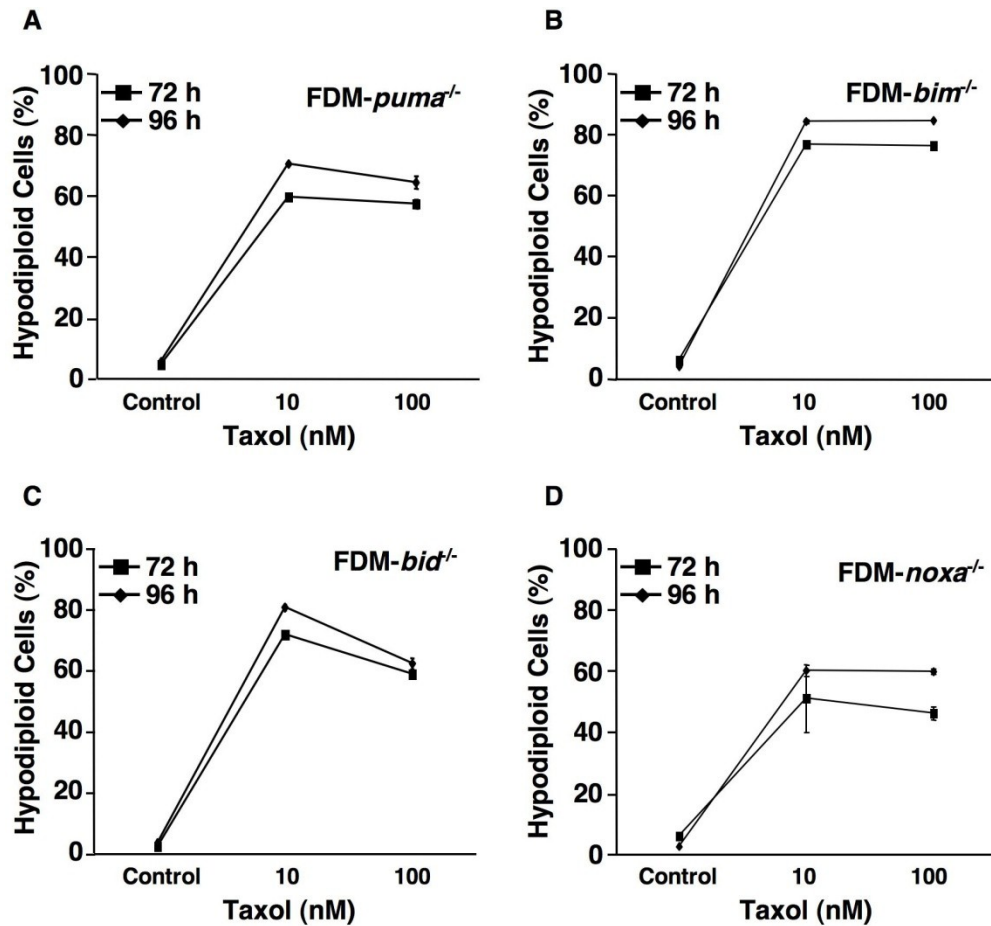 A
Hypodiploid Cells (%)
100
80
60
40
20
0
72 h
96 h
FDM-puma-/-
Control 10 100
Taxol (nM)
B
Hypodiploid Cells (%)
100
80
60
40
20
0
72 h
96 h
FDM-bim-/-
Control 10 100
Taxol (nM)
C
Hypodiploid Cells (%)
100
80
60
40
20
0
72 h
96 h
FDM-bid-/-
Control 10 100
Taxol (nM)
D
Hypodiploid Cells (%)
100
80
60
40
20
0
72 h
96 h
FDM-noxa-/-
Control 10 100
Taxol (nM)